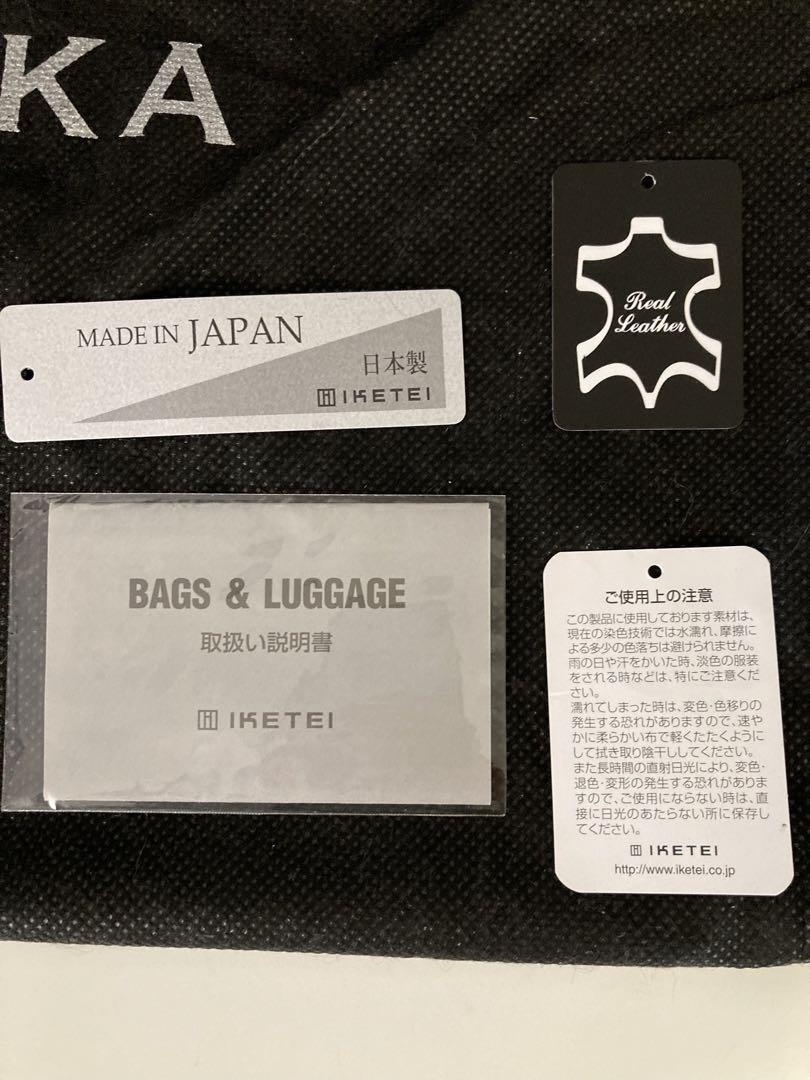 KA
MADE IN JAPAN
日本製
IKETEI
Real
Leather
BAGS & LUGGAGE
取扱い説明書
IKETEI
ご使用上の注意
この製品に使用しております素材は、
現在の染色技術では水濡れ、摩擦に
よる多少の色落ちは避けられません。
雨の日や汗をかいた時、淡色の服装
をされる時などは、特にご注意くだ
さい。
濡れてしまった時は、変色・色移りの
発生する恐れがありますので、速や
かに柔らかい布で軽くたたくように
して拭き取り陰干ししてください。
また長時間の直射日光により、変色・
退色・変形の発生する恐れがありま
すので、ご使用にならない時は、直
接に日光のあたらない所に保存し
てください。
IKETEI
http://www.iketei.co.jp